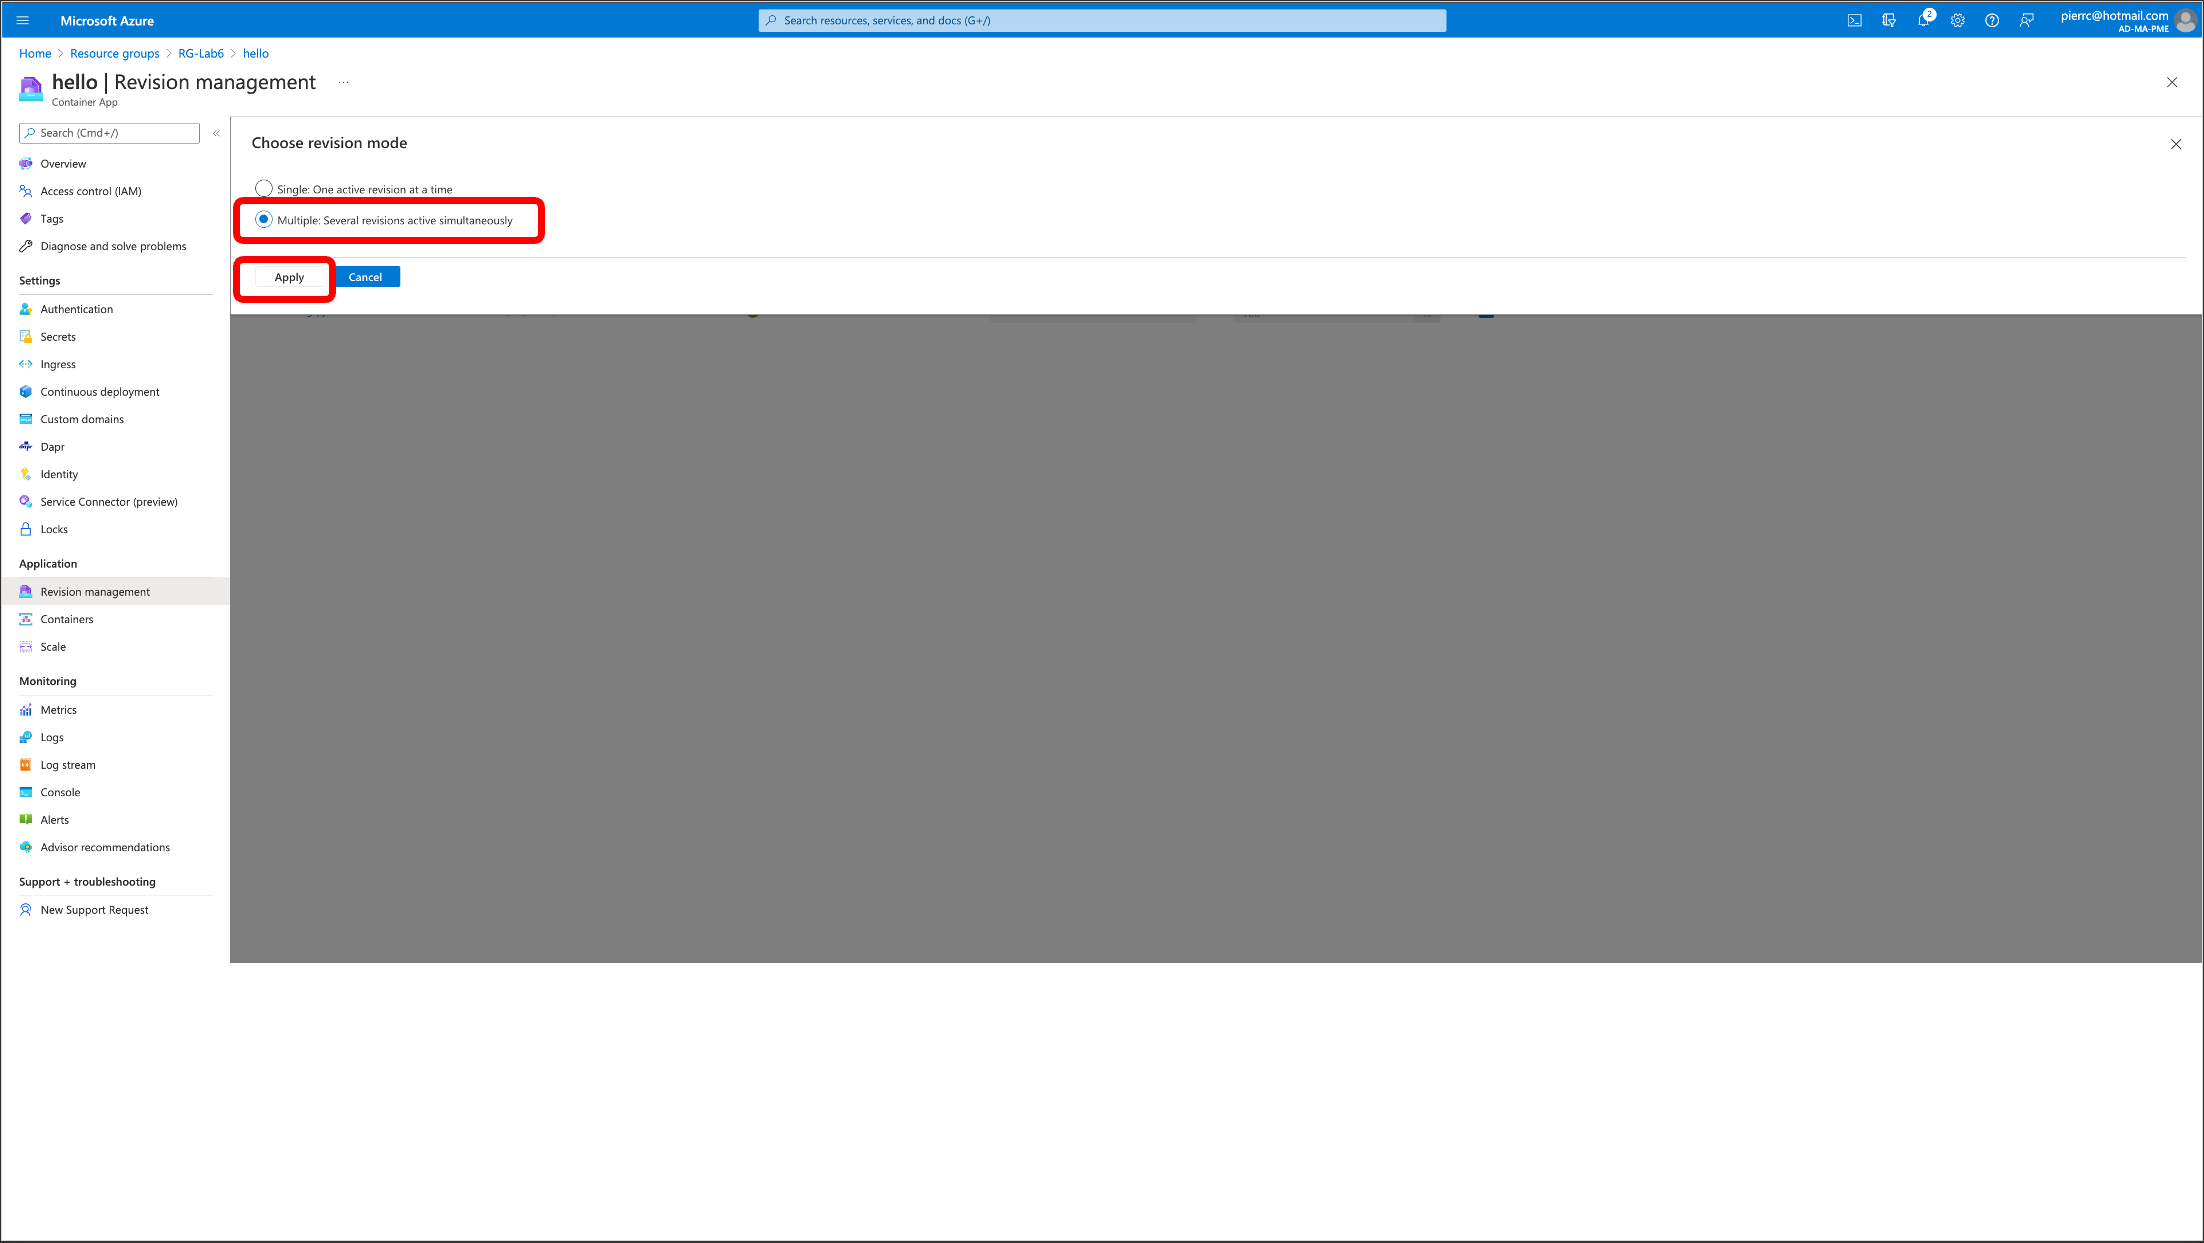 Microsoft Azure
Search resources, services, and docs (G+/)
2
pierrc@hotmail.com
AD-MA-PME
Home > Resource groups > RG-Lab6 > hello
hello | Revision management ...
Container App
Search (Cmd+/)
«
Overview
Access control (IAM)
Tags
Diagnose and solve problems
Settings
Authentication
Secrets
Ingress
Continuous deployment
Custom domains
Dapr
Identity
Service Connector (preview)
Locks
Application
Revision management
Containers
Scale
Monitoring
Metrics
Logs
Log stream
Console
Alerts
Advisor recommendations
Support + troubleshooting
New Support Request
Choose revision mode
Single: One active revision at a time
Multiple: Several revisions active simultaneously
Apply
Cancel